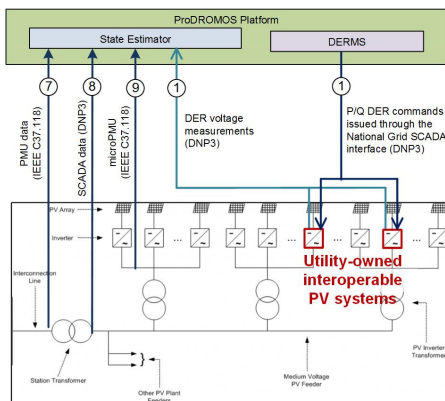 ProDROMOS Platform
State Estimator
DERMS
7
8
9
1
1
PMU data
(IEEE C37.118)
SCADA data (DNP3)
microPMU
(IEEE C37.118)
DER voltage
measurements
(DNP3)
P/Q DER commands
issued through the
National Grid SCADA
interface (DNP3)
PV Array
Inverter
...
...
...
...
Utility-owned
interoperable
PV systems
Interconnection
Line
Station Transformer
Other PV Plant
Feeders
Medium Voltage
PV Feeder
PV Inverter
Transformer